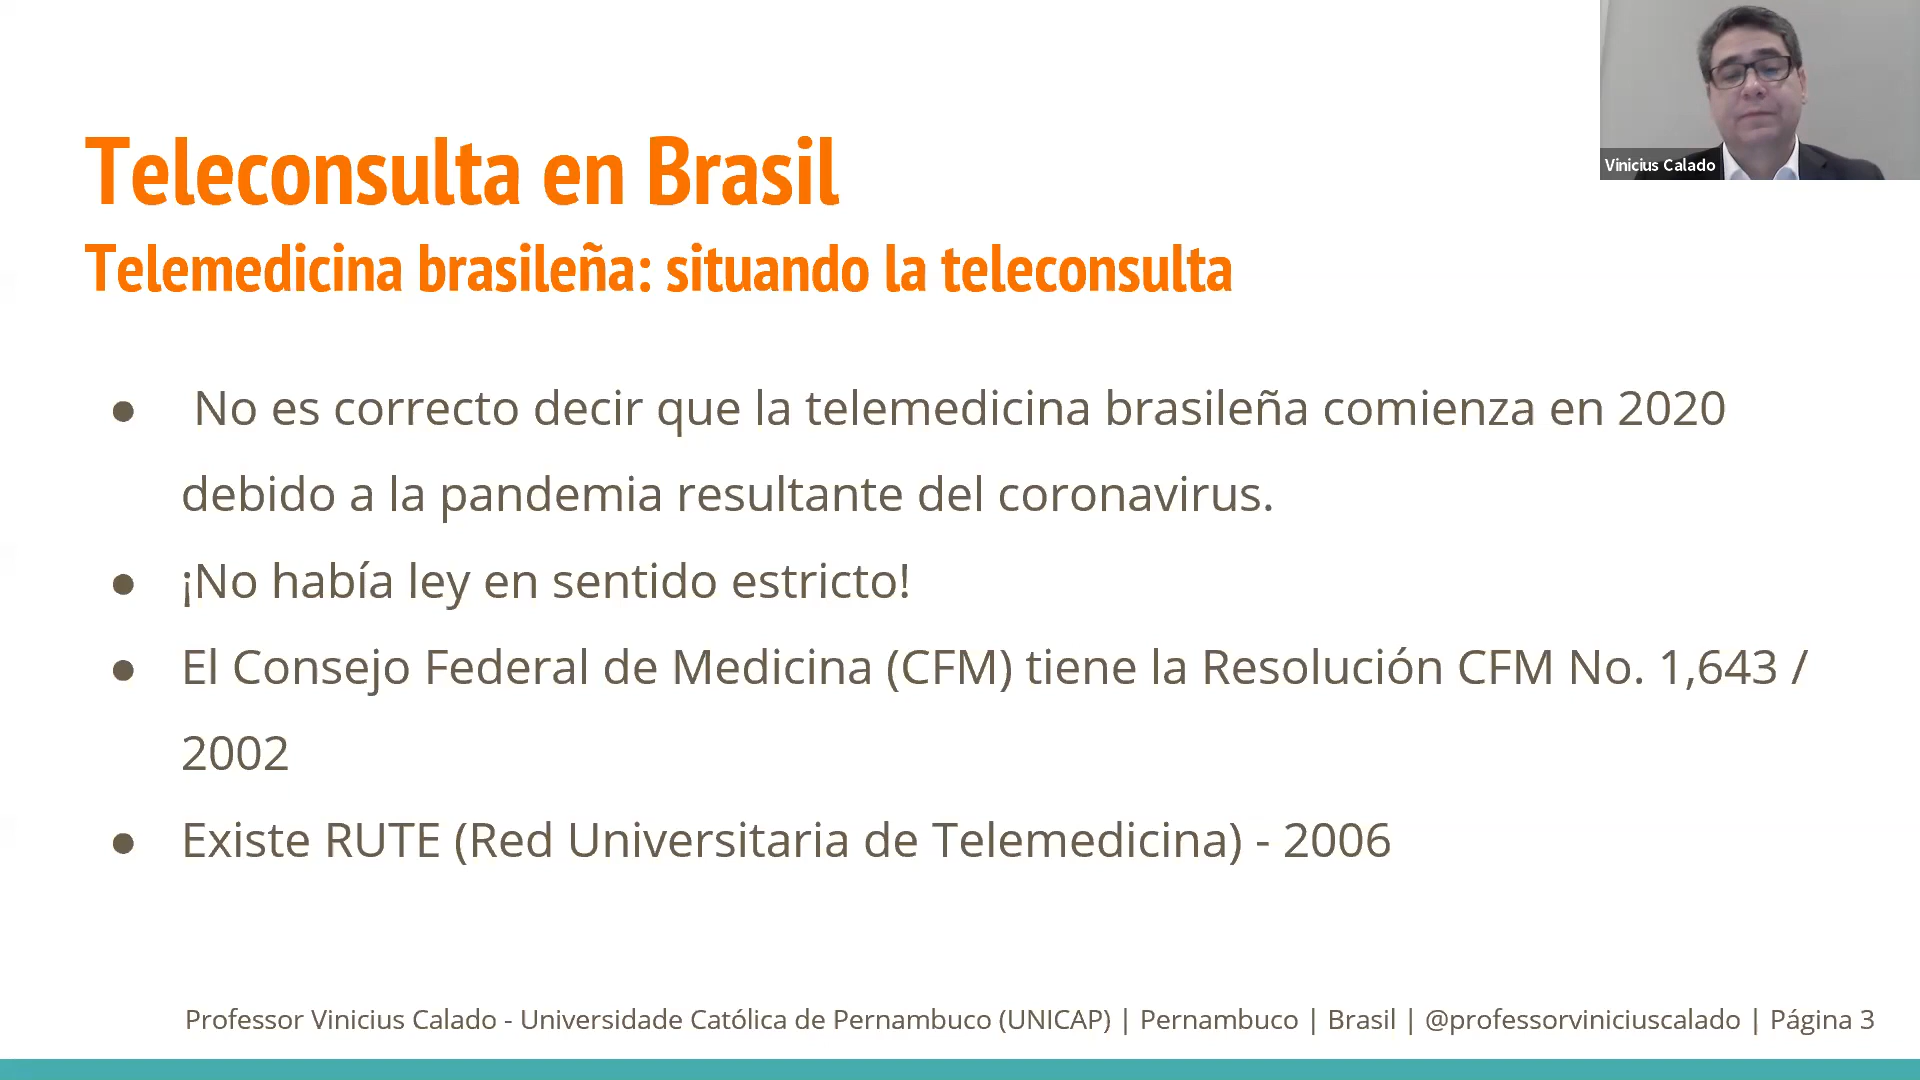 Vinicius Calado
Teleconsulta en Brasil
Telemedicina brasileña: situando la teleconsulta
● No es correcto decir que la telemedicina brasileña comienza en 2020
debido a la pandemia resultante del coronavirus.
● ¡No había ley en sentido estricto!
● El Consejo Federal de Medicina (CFM) tiene la Resolución CFM No. 1,643 /
2002
● Existe RUTE (Red Universitaria de Telemedicina) - 2006
Professor Vinicius Calado - Universidade Católica de Pernambuco (UNICAP) | Pernambuco | Brasil | @professorviniciuscalado | Página 3